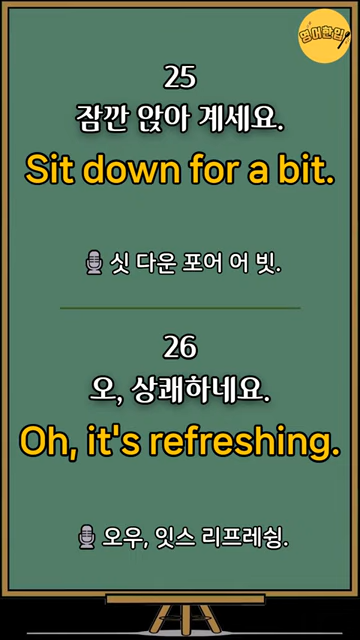 영어한입
25
잠깐 앉아 계세요.
Sit down for a bit.
싯 다운 포어 어 빗.
26
오, 상쾌하네요.
Oh, it's refreshing.
오우, 잇스 리프레슁.